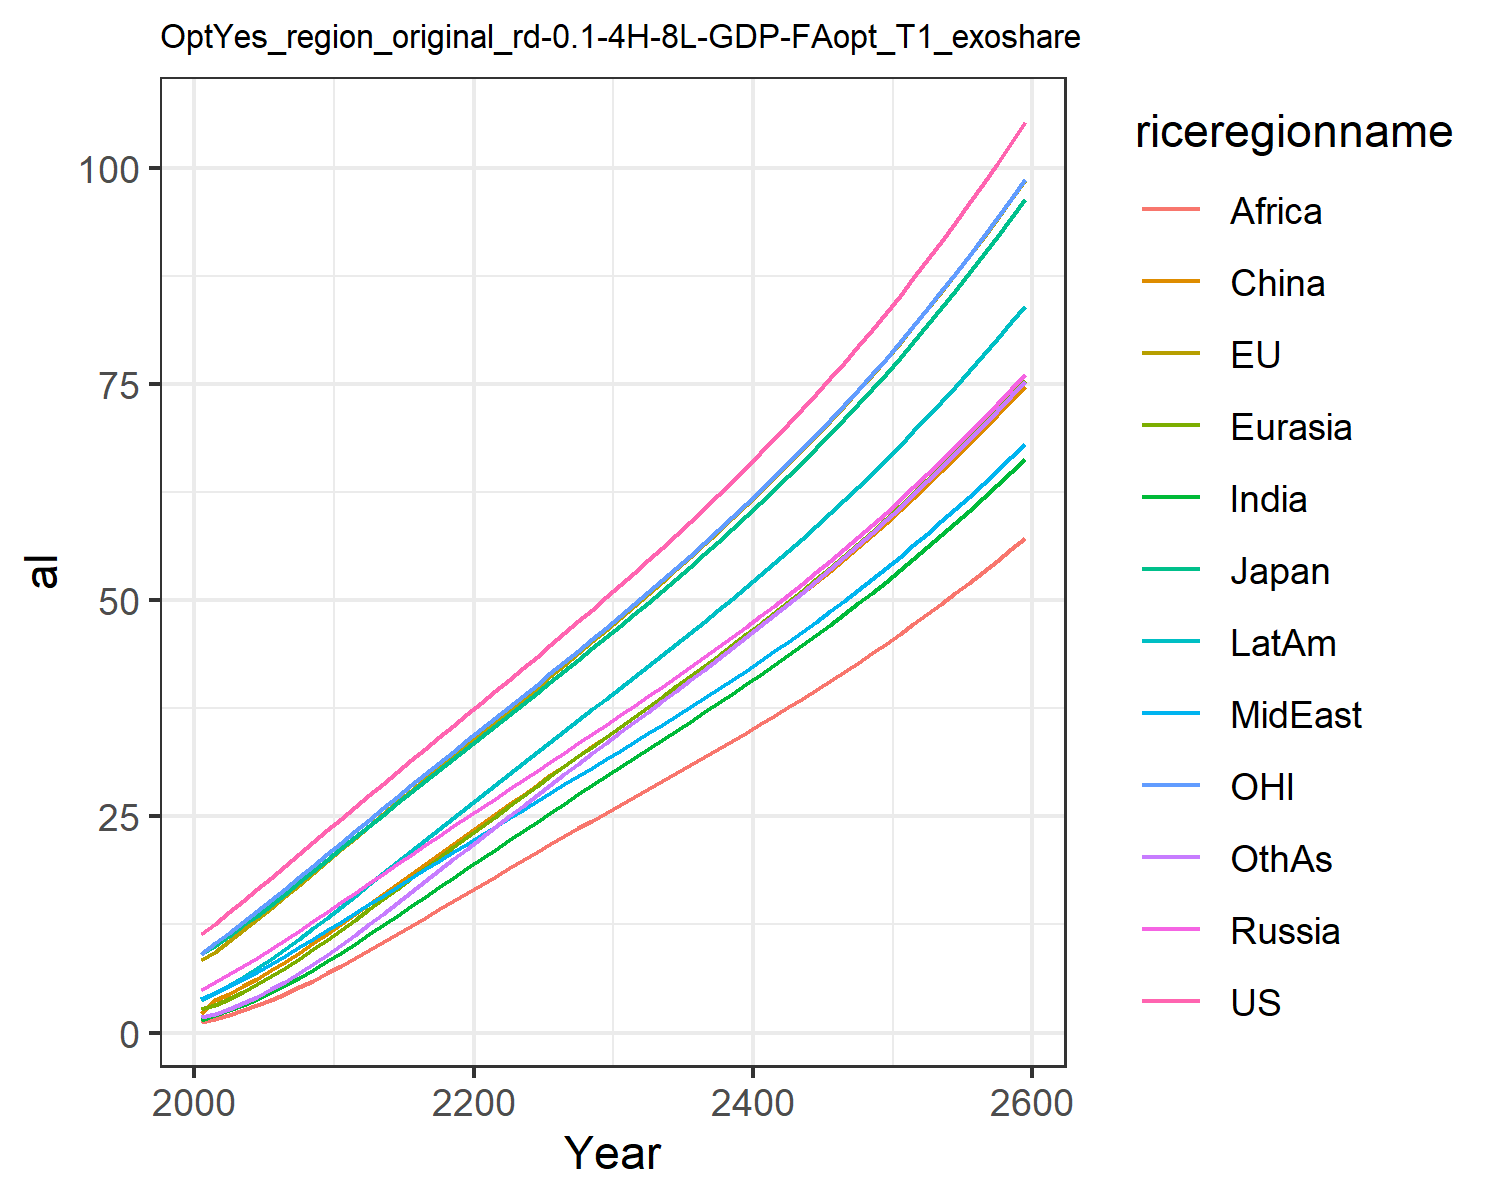 OptYes_region_original_rd-0.1-4H-8L-GDP-FAopt_T1_exoshare
100
75
50
25
0
al
2000 2200 2400 2600
Year
riceregionname
Africa
China
EU
Eurasia
India
Japan
LatAm
MidEast
OHI
OthAs
Russia
US